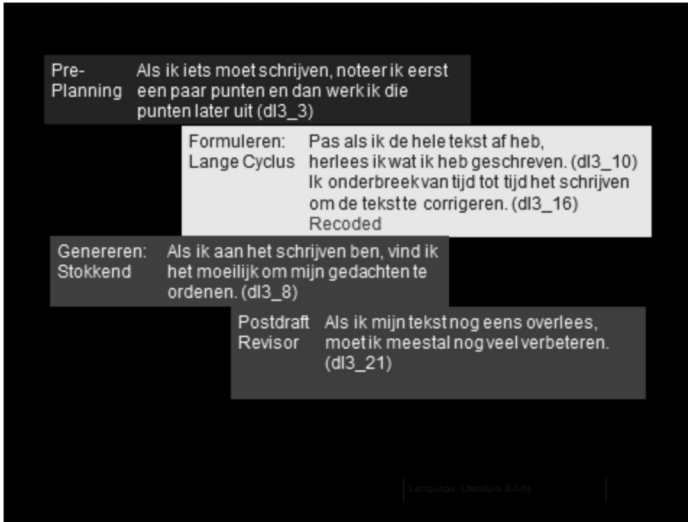 Pre- Als ik iets moet schrijven, noteer ik eerst
Planning een paar punten en dan werk ik die
punten later uit (dl3_3)
Formuleren: Pas als ik de hele tekst af heb,
Lange Cyclus herlees ik wat ik heb geschreven. (dl3_10)
Ik onderbreek van tijd tot tijd het schrijven
om de tekst te corrigeren. (dl3_16)
Recoded
Genereren: Als ik aan het schrijven ben, vind ik
Stokkend het moeilijk om mijn gedachten te
ordenen. (dl3_8)
Postdraft Als ik mijn tekst nog eens overlees,
Revisor moet ik meestal nog veel verbeteren.
(dl3_21)
Language, Literature & Arts